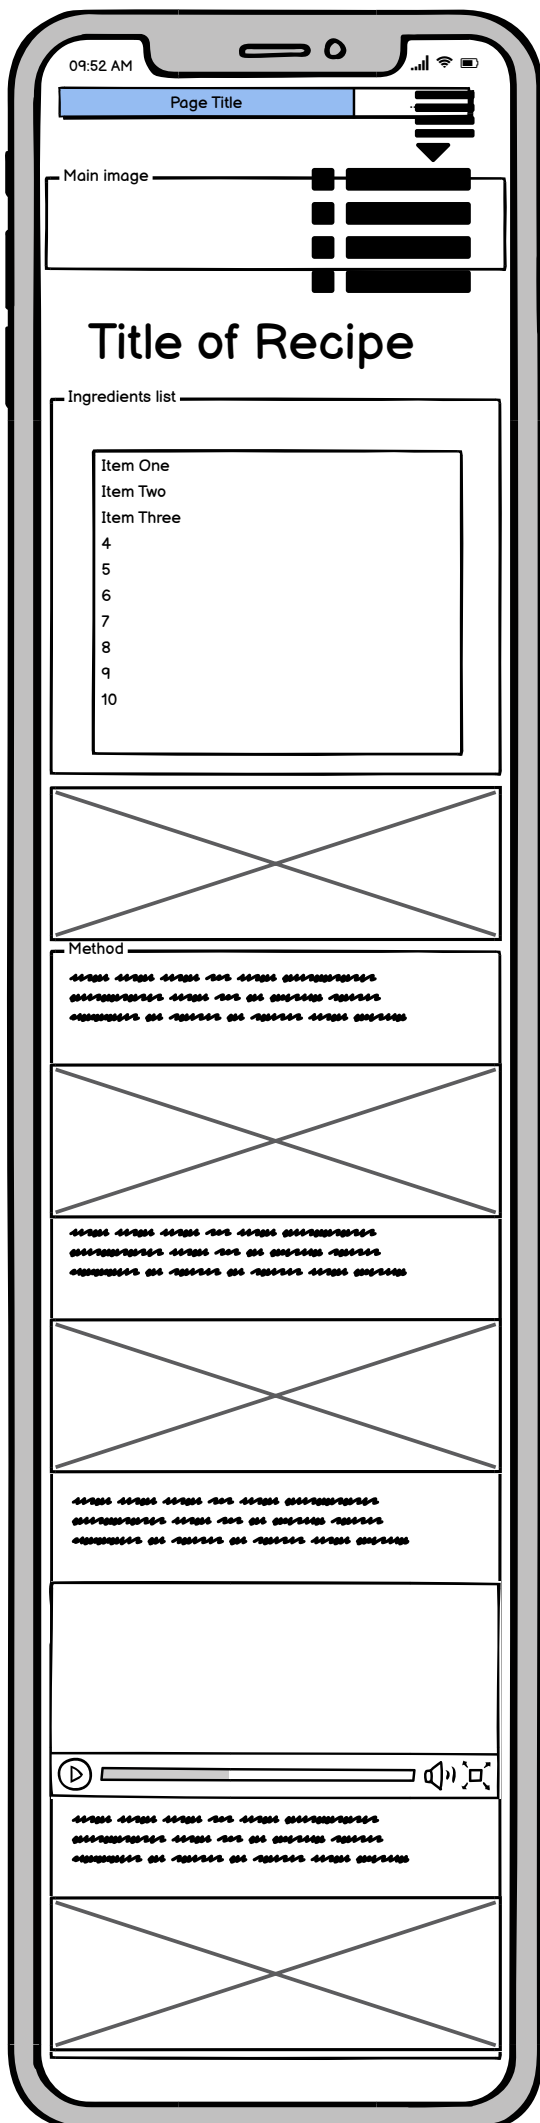 09:52 AM
Page Title
Main image
Title of Recipe
Ingredients list
Item One
Item Two
Item Three
4
5
6
7
8
9
10
Method